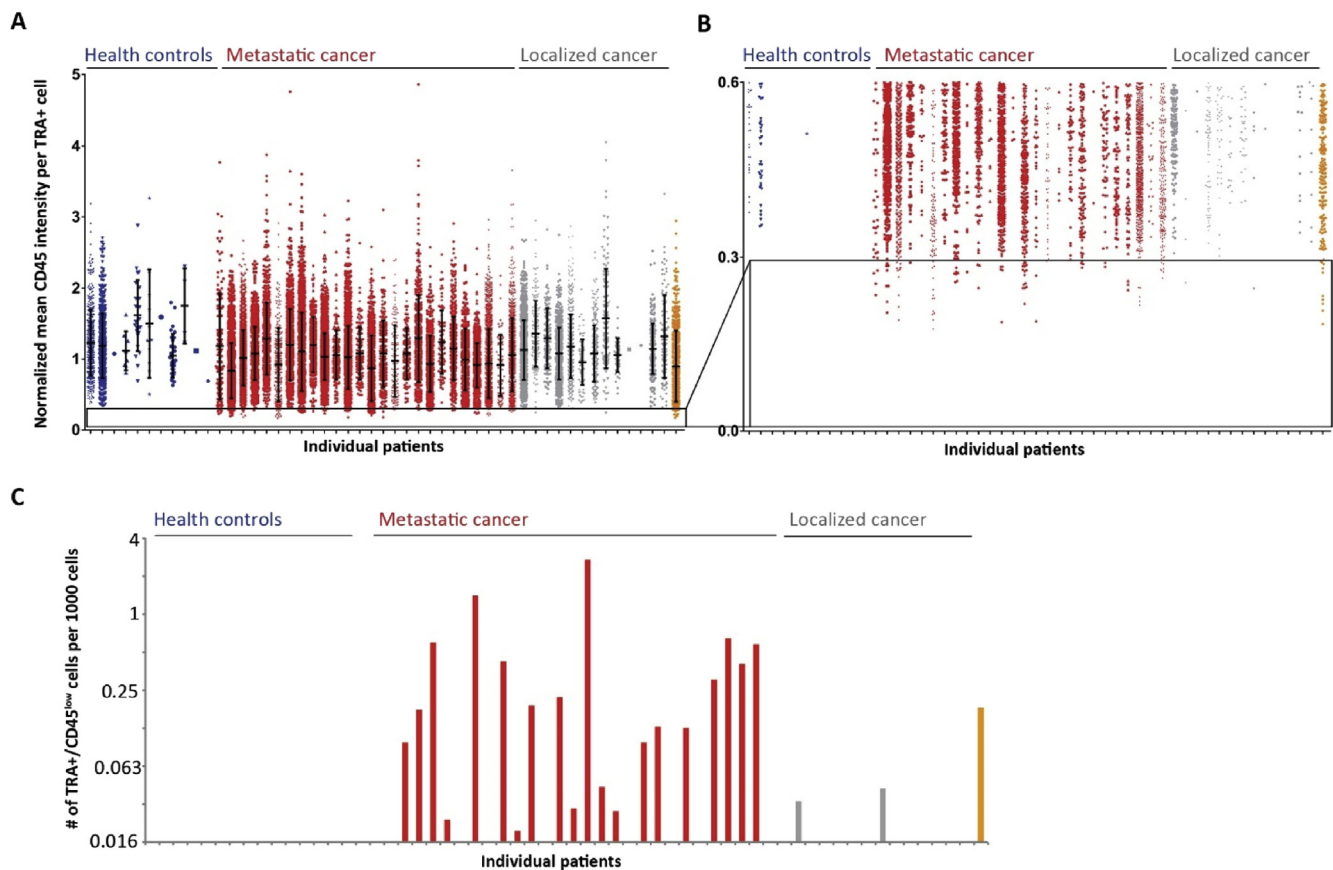 A
Health controls Metastatic cancer Localized cancer
Normalized mean CD45 intensity per TRA+ cell
5
4
3
2
1
0
Individual patients
B
Health controls Metastatic cancer Localized cancer
0.6
0.3
0.0
Individual patients
C
Health controls Metastatic cancer Localized cancer
# of TRA+/CD45low cells per 1000 cells
4
1
0.25
0.063
0.016
Individual patients